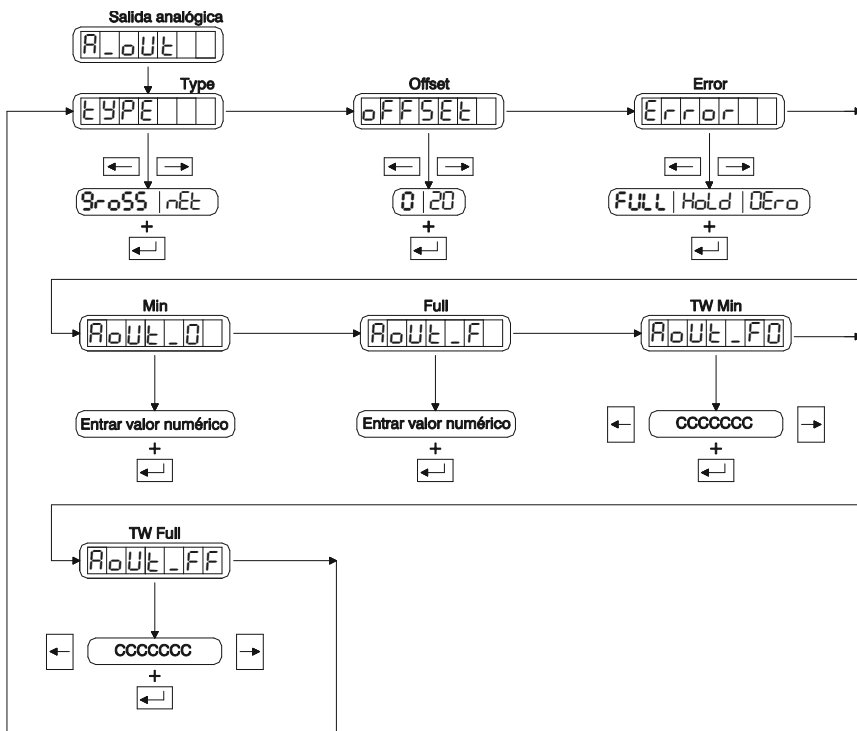 Salida analógica
A_oUt
Type Offset Error
tYPE oFFSEt Error
groSS | nEt 0 | 20 FULL | HoLd | 0Ero
+ + +
Min Full TW Min
AoUt_0 AoUt_F AoUt_F0
Entrar valor numérico Entrar valor numérico CCCCCCC
+ + +
TW Full
AoUt_FF
CCCCCCC
+